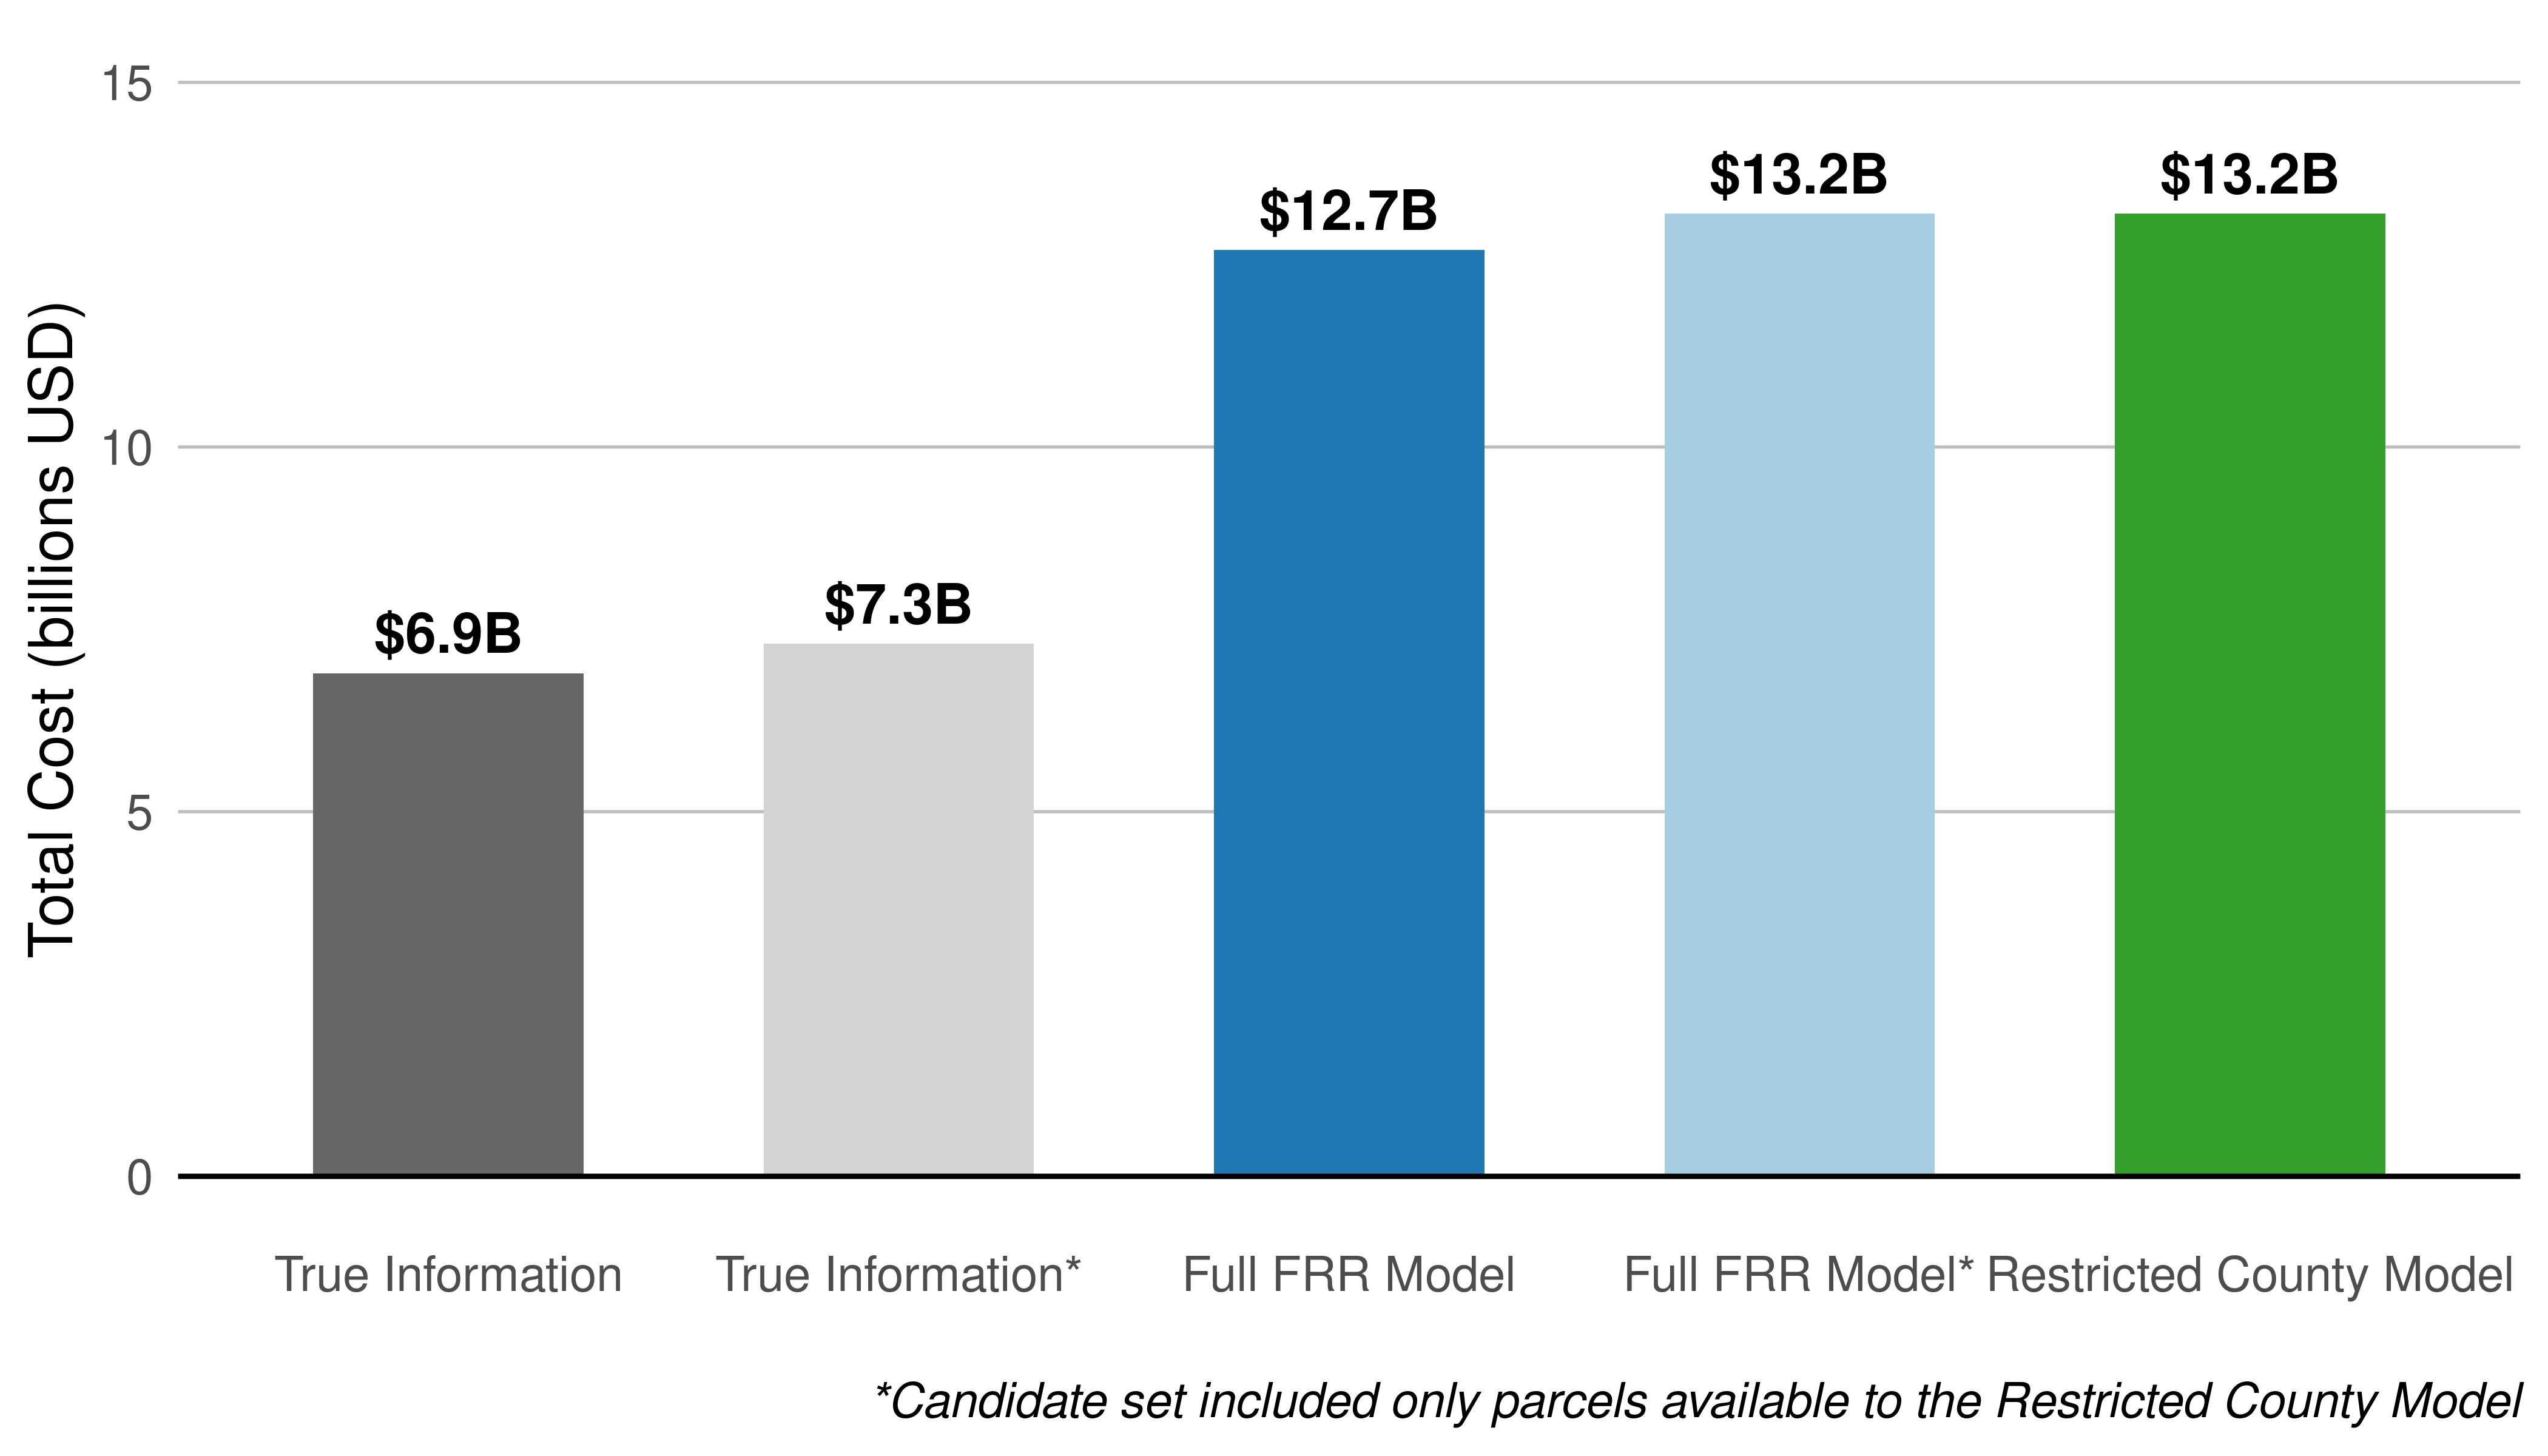 Total Cost (billions USD)
15
10
5
0
$6.9B
$7.3B
$12.7B
$13.2B
$13.2B
True Information
True Information*
Full FRR Model
Full FRR Model*
Restricted County Model
*Candidate set included only parcels available to the Restricted County Model